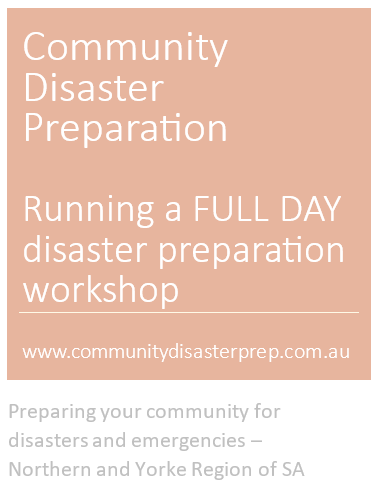 Community
Disaster
Preparation
Running a FULL DAY
disaster preparation
workshop
www.communitydisasterprep.com.au
Preparing your community for
disasters and emergencies –
Northern and Yorke Region of SA